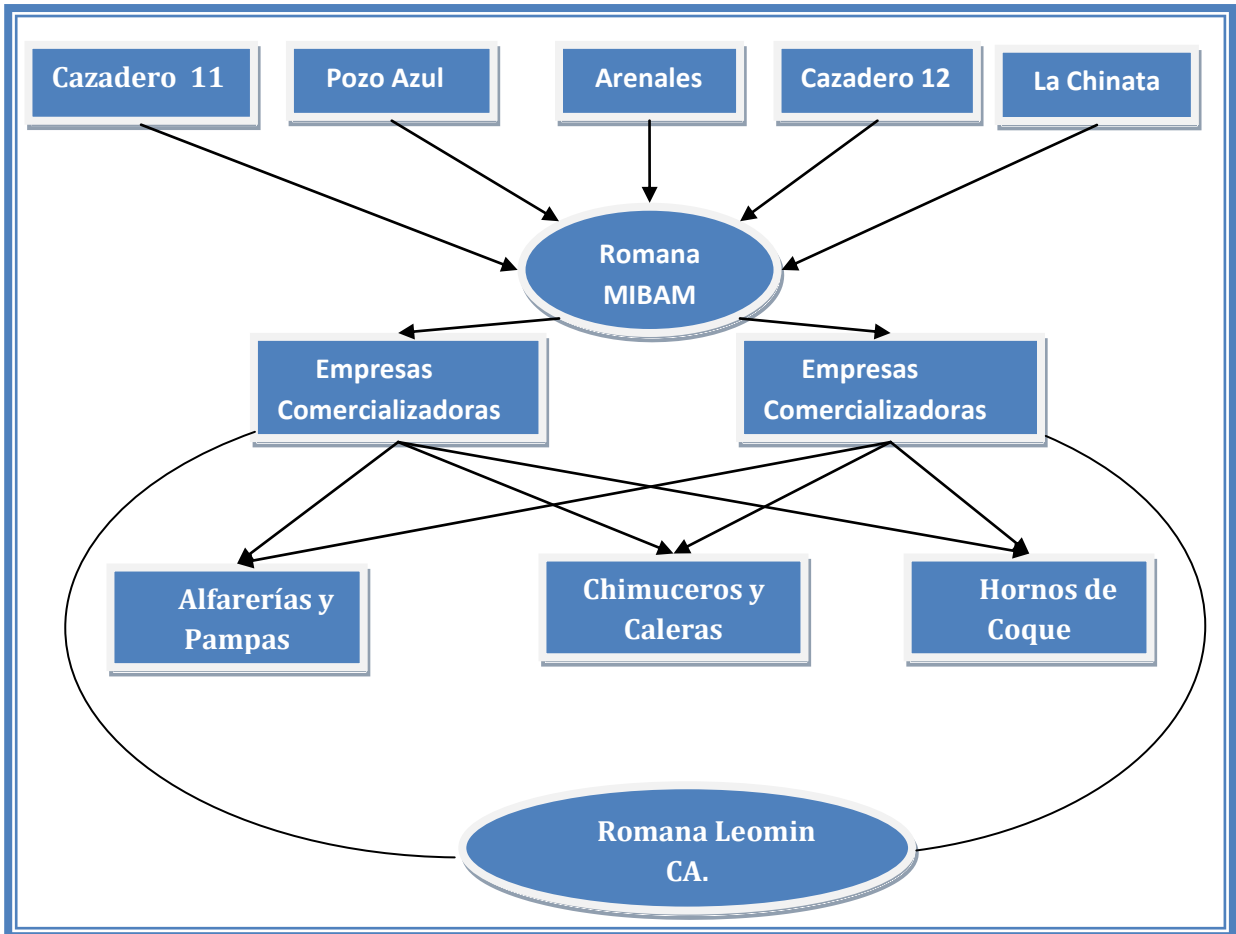 Cazadero 11
Pozo Azul
Arenales
Cazadero 12
La Chinata
Romana
MIBAM
Empresas
Comercializadoras
Empresas
Comercializadoras
Alfarerías y
Pampas
Chimuceros y
Caleras
Hornos de
Coque
Romana Leomin
CA.